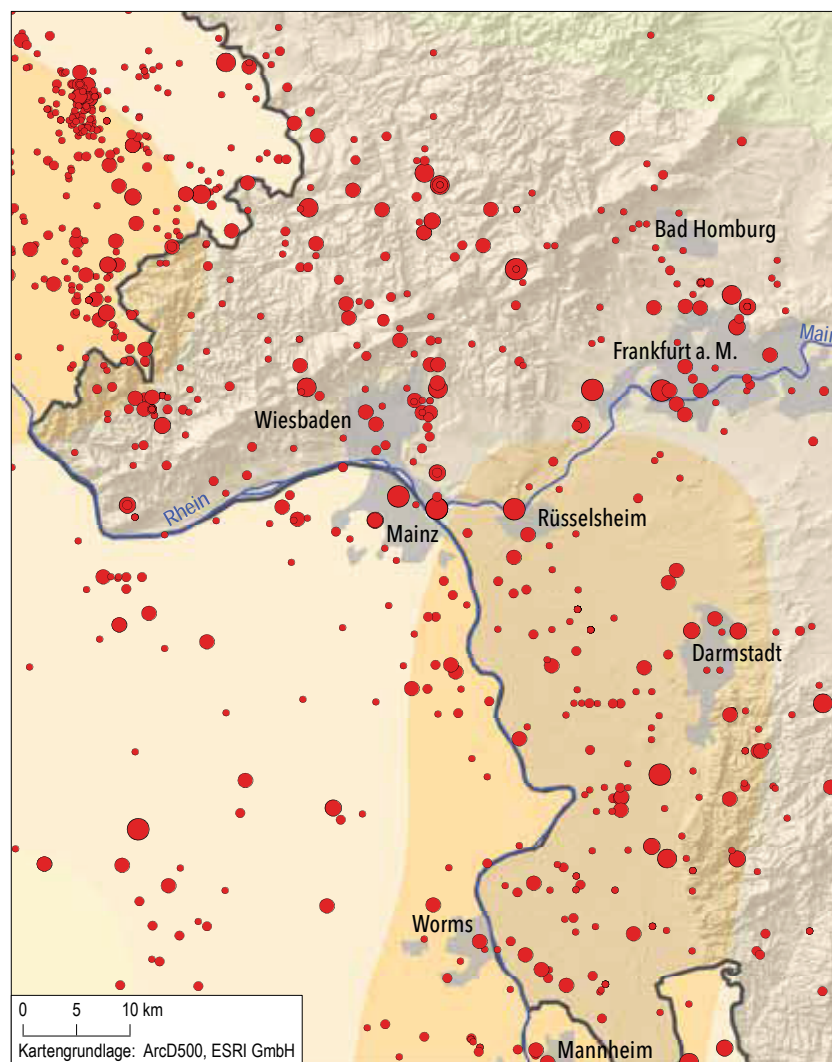 Bad Homburg
Main
Frankfurt a. M.
Wiesbaden
Rhein
Mainz
Rüsselsheim
Darmstadt
Worms
Mannheim
0 5 10 km
Kartengrundlage: ArcD500, ESRI GmbH